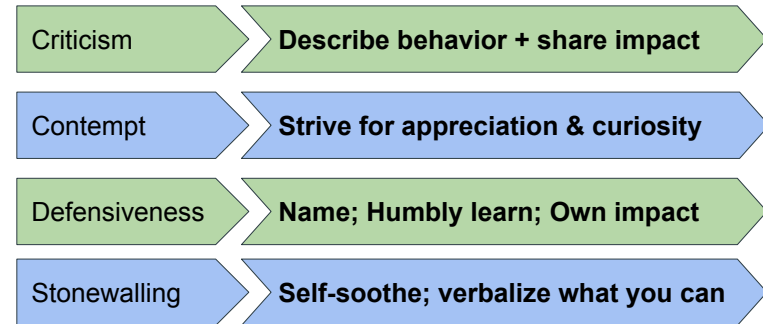 Criticism
Describe behavior + share impact
Contempt
Strive for appreciation & curiosity
Defensiveness
Name; Humbly learn; Own impact
Stonewalling
Self-soothe; verbalize what you can